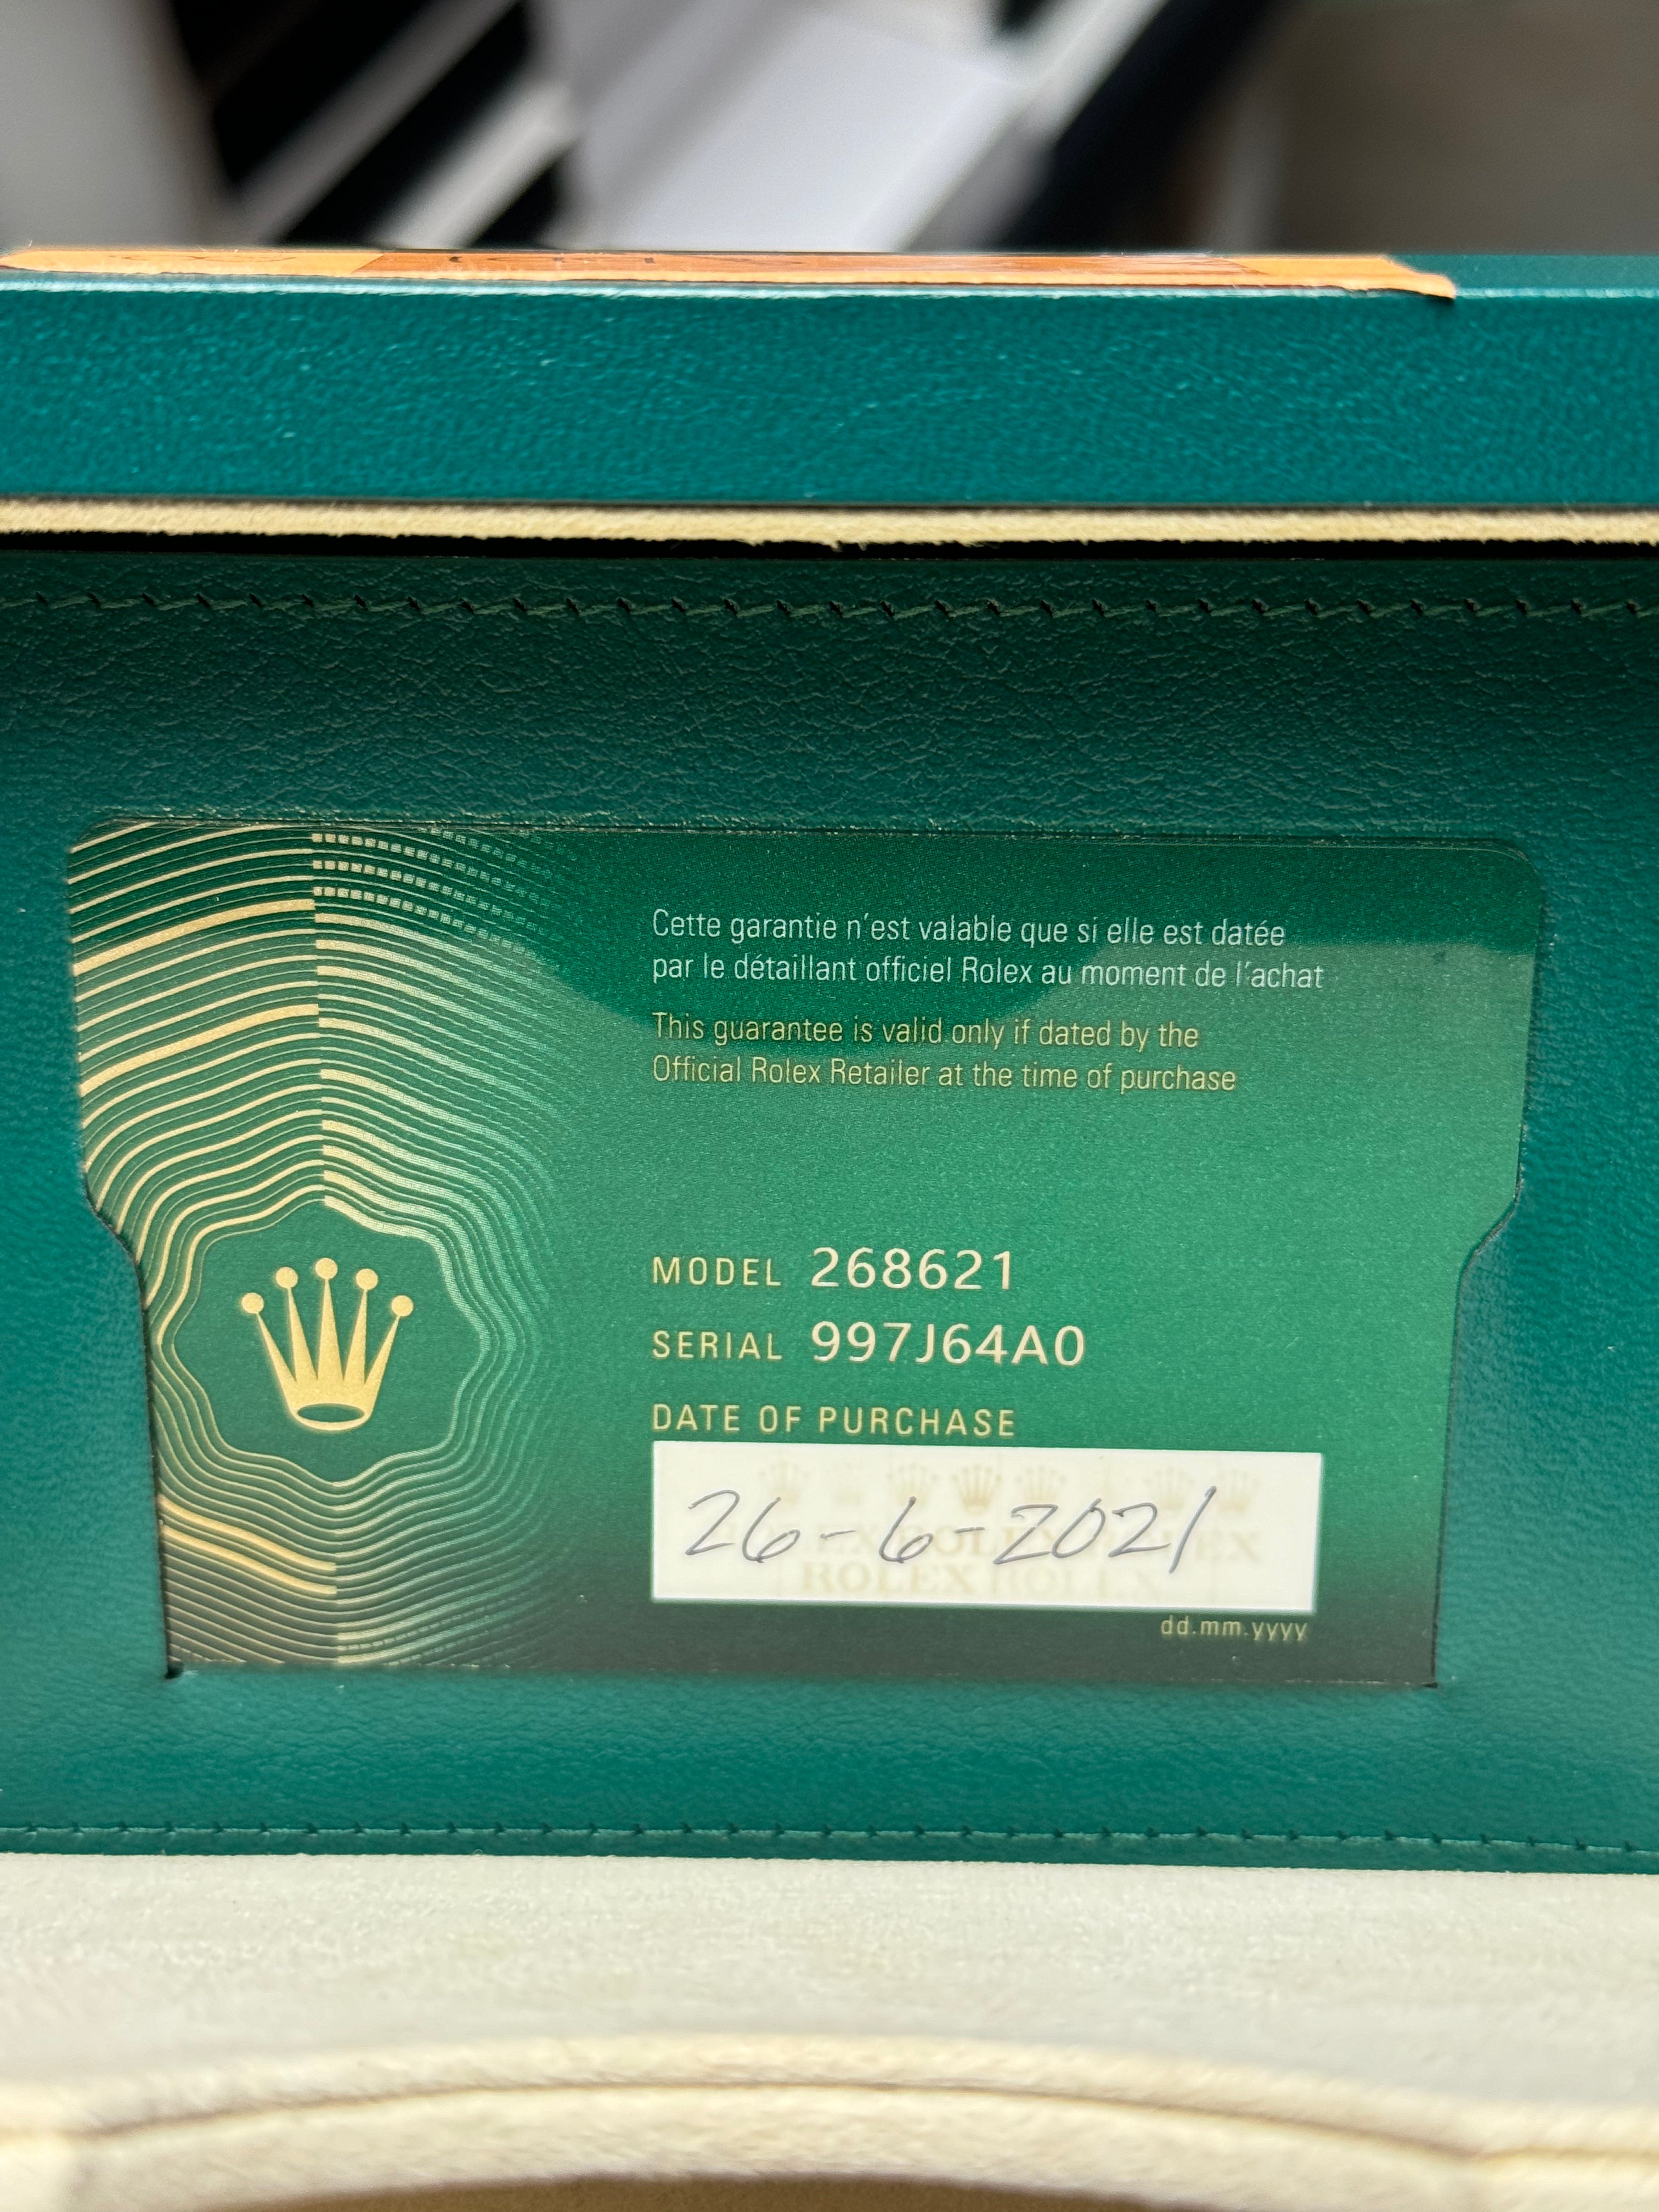 Cette garantie n'est valable que si elle est datée
par le détaillant officiel Rolex au moment de l'achat
This guarantee is valid only if dated by the
Official Rolex Retailer at the time of purchase
MODEL 268621
SERIAL 997J64A0
DATE OF PURCHASE
26-6-2021
ROLEX ROLEX
dd.mm.yyyy